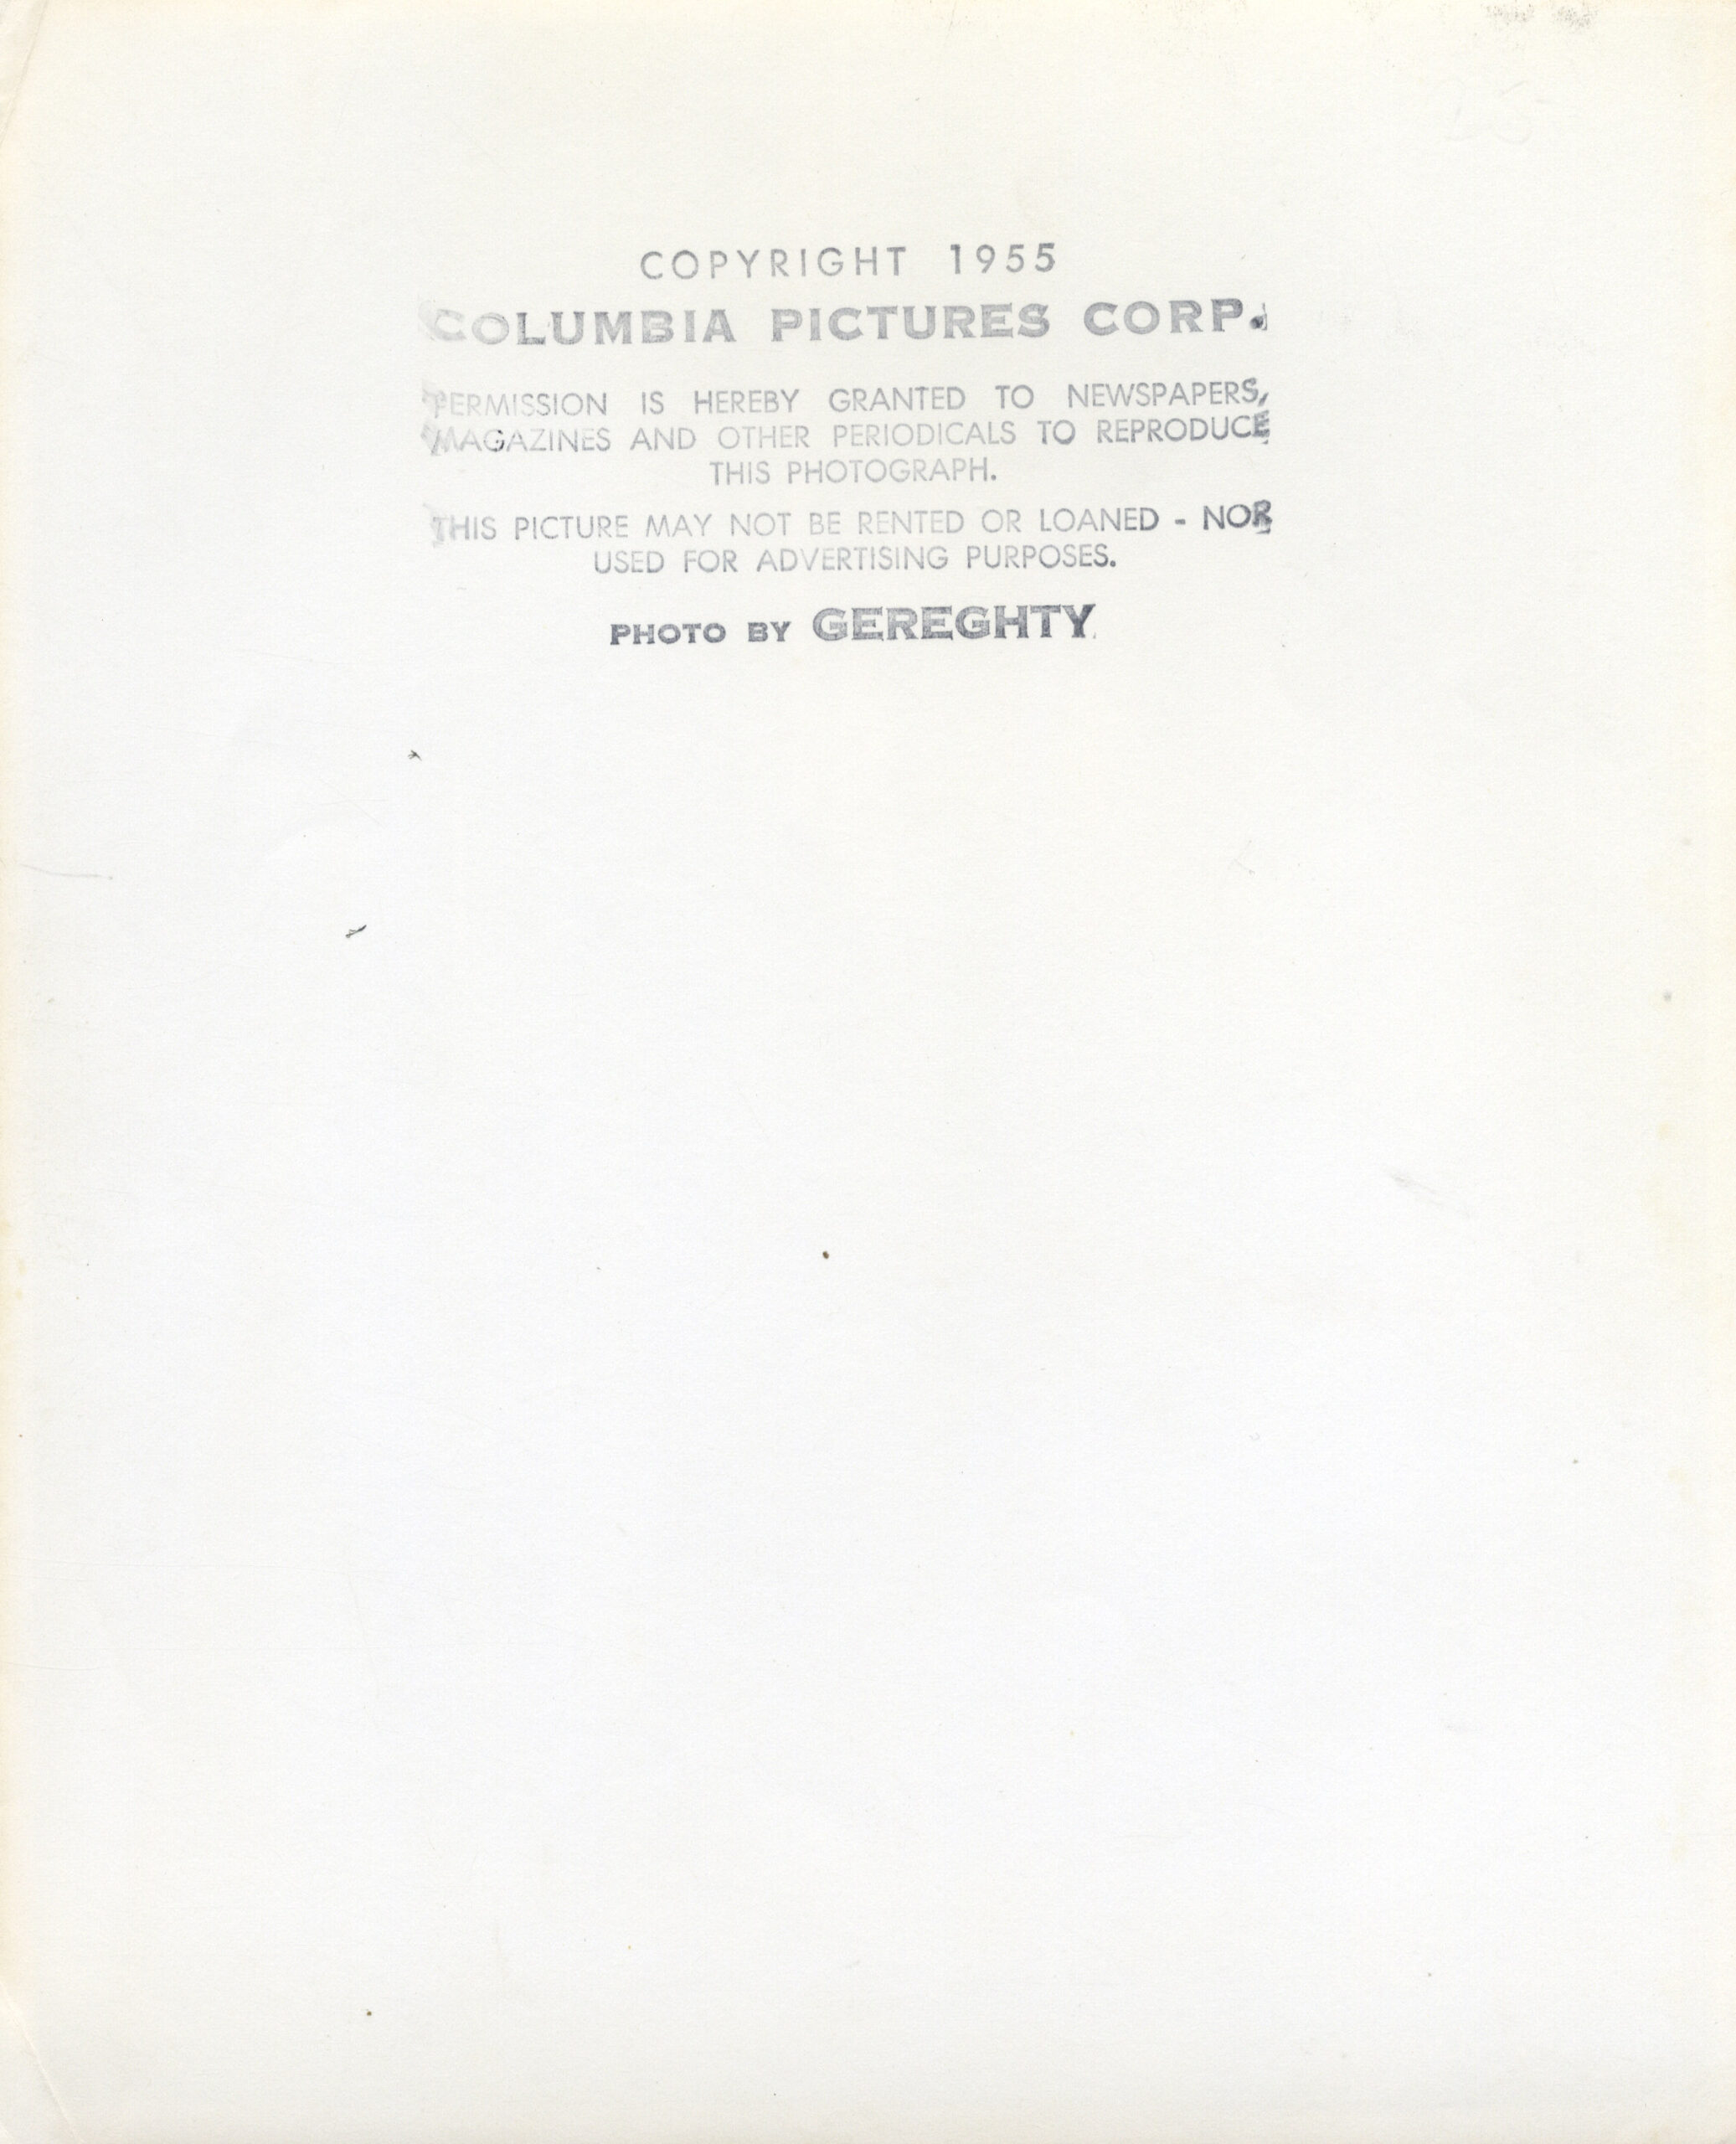 COPYRIGHT 1955
COLUMBIA PICTURES CORP.
PERMISSION IS HEREBY GRANTED TO NEWSPAPERS,
MAGAZINES AND OTHER PERIODICALS TO REPRODUCE
THIS PHOTOGRAPH.
THIS PICTURE MAY NOT BE RENTED OR LOANED - NOR
USED FOR ADVERTISING PURPOSES.
PHOTO BY GEREGHTY